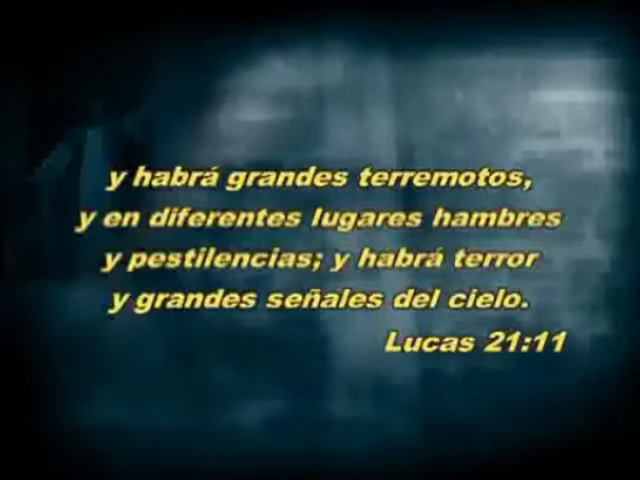 y habrá grandes terremotos,
y en diferentes lugares hambres
y pestilencias; y habrá terror
y grandes señales del cielo.
Lucas 21:11